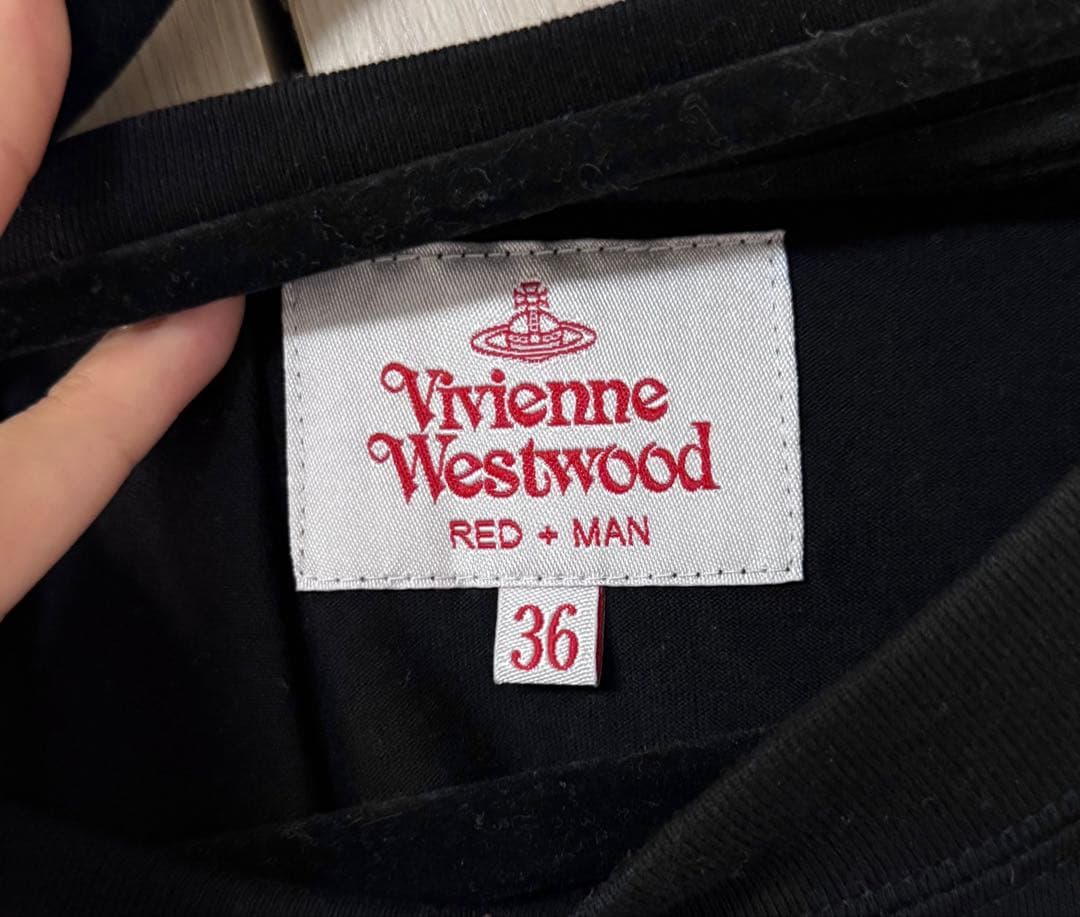 Vivienne
Westwood
RED + MAN
36